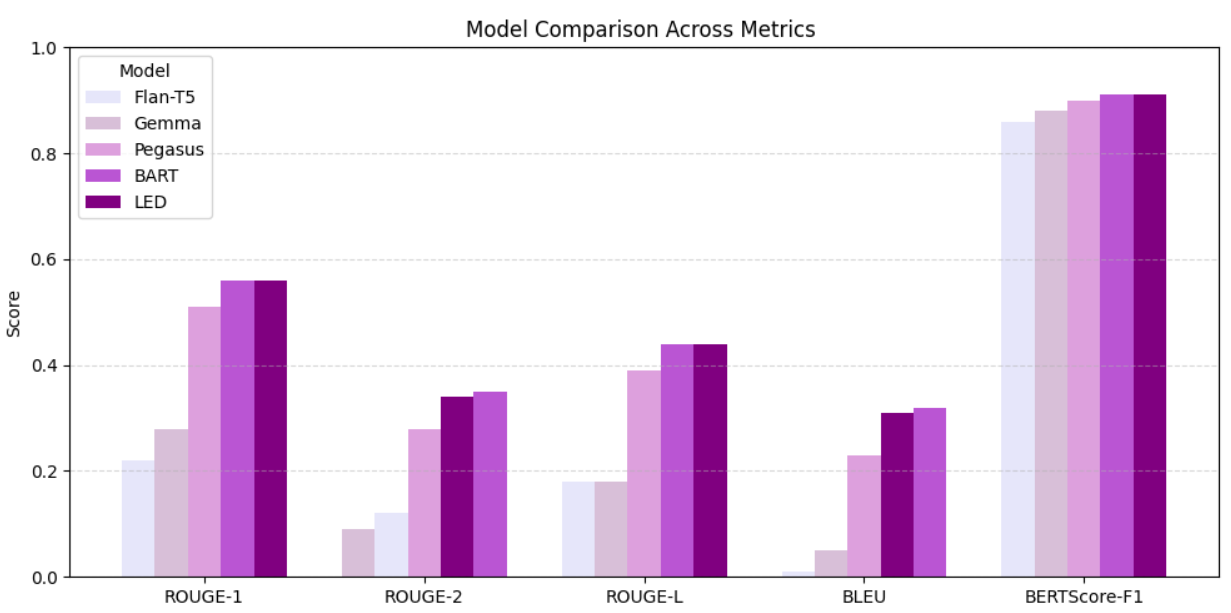 Model Comparison Across Metrics
1.0
Model
Flan-T5
Gemma
Pegasus
BART
LED
0.8
0.6
0.4
0.2
0.0
Score
ROUGE-1 ROUGE-2 ROUGE-L BLEU BERTScore-F1